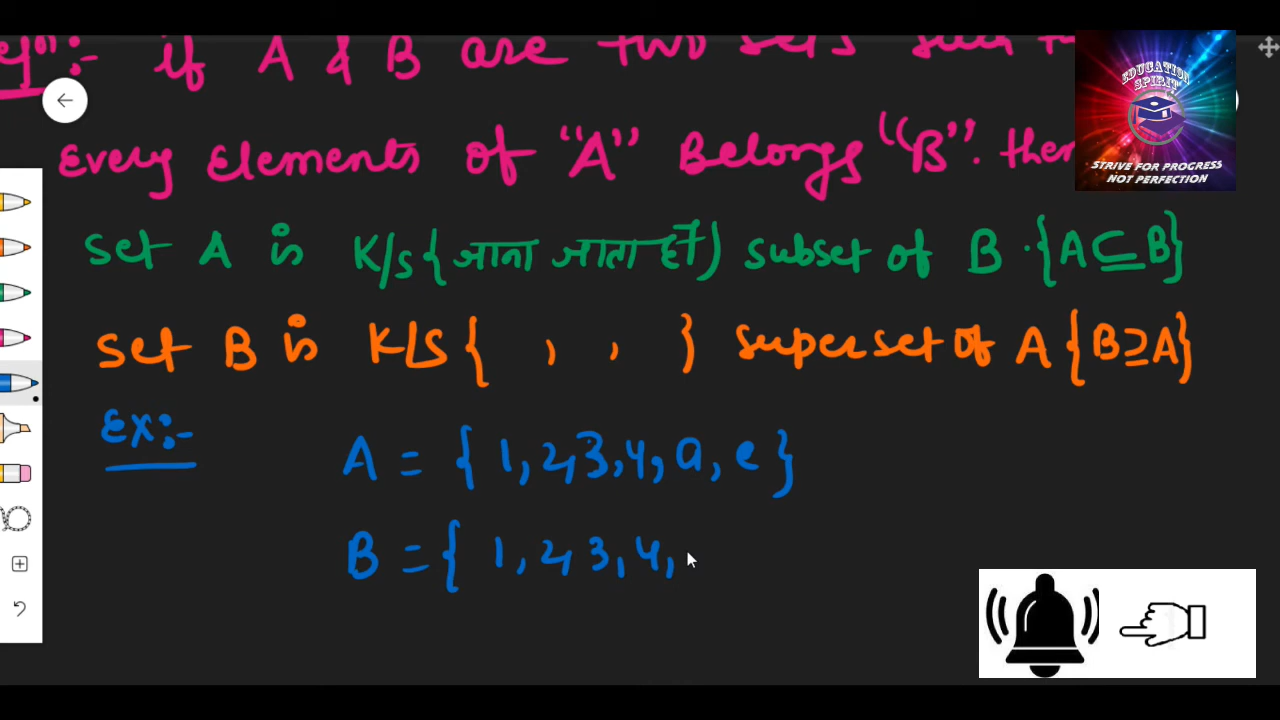 if A & B are two sets such
EDUCATION
SPIRIT
STRIVE FOR PROGRESS
NOT PERFECTION
Every Elements of "A" Belongs "B". then
Set A is K/s {जाना जाता हैं) subset of B . {A⊆B}
Set B is K/S { , , } superset of A {B⊇A}
EX:-
A = { 1, 2, 3, 4, a, e }
B = { 1, 2, 3, 4,